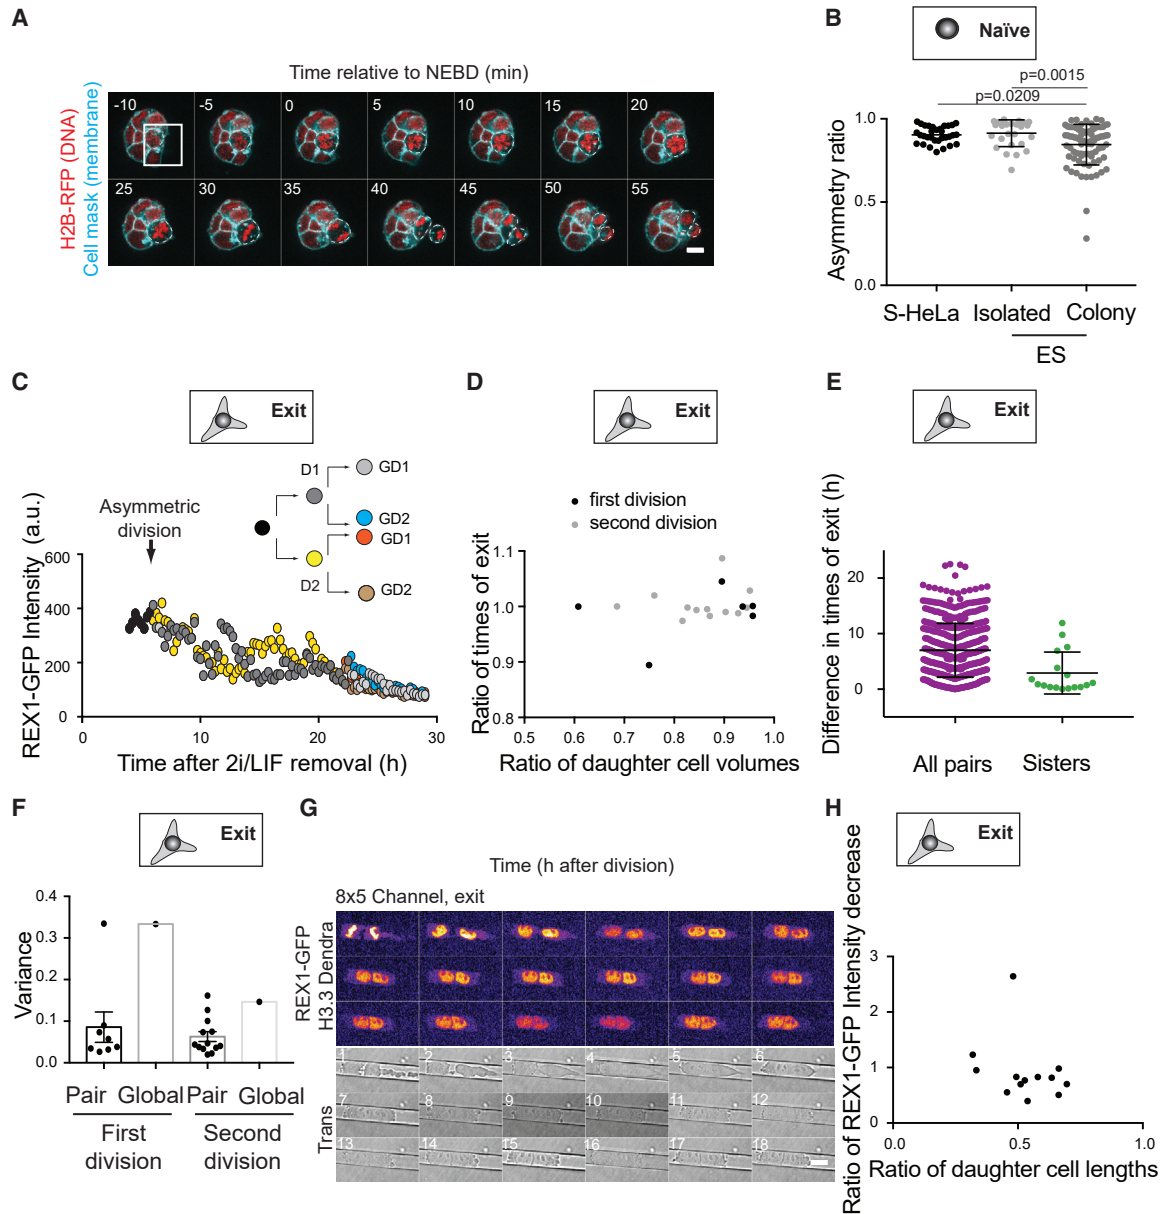 A
Time relative to NEBD (min)
H2B-RFP (DNA)
Cell mask (membrane)
-10 -5 0 5 10 15 20
25 30 35 40 45 50 55
B
Naïve
p=0.0015
p=0.0209
Asymmetry ratio
1.0
0.5
0.0
S-HeLa Isolated Colony
ES
C
Exit
D1
GD1
GD2
GD1
D2
GD2
Asymmetric
division
REX1-GFP Intensity (a.u.)
600
400
200
0
0 10 20 30
Time after 2i/LIF removal (h)
D
Exit
first division
second division
Ratio of times of exit
1.1
1.0
0.9
0.8
0.5 0.6 0.7 0.8 0.9 1.0
Ratio of daughter cell volumes
E
Exit
Difference in times of exit (h)
20
10
0
All pairs Sisters
F
Exit
Variance
0.4
0.3
0.2
0.1
0.0
Pair Global Pair Global
First
division
Second
division
G
Time (h after division)
8x5 Channel, exit
REX1-GFP
H3.3 Dendra
Trans
1 2 3 4 5 6
7 8 9 10 11 12
13 14 15 16 17 18
H
Exit
Ratio of REX1-GFP Intensity decrease
3
2
1
0
0.0 0.5 1.0
Ratio of daughter cell lengths